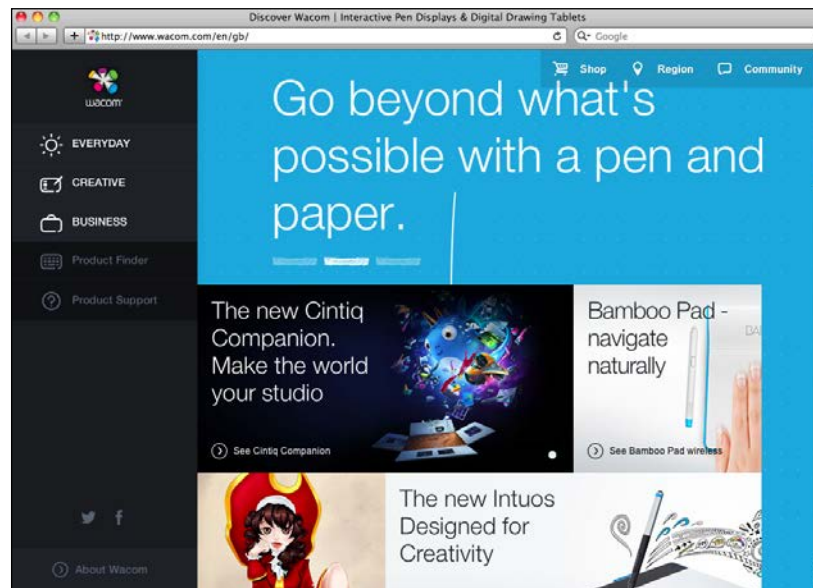 Discover Wacom | Interactive Pen Displays & Digital Drawing Tablets
http://www.wacom.com/en/gb/
Google
Shop
Region
Community
wacom
EVERYDAY
CREATIVE
BUSINESS
Product Finder
Product Support
About Wacom
Go beyond what's
possible with a pen and
paper.
The new Cintiq
Companion.
Make the world
your studio
See Cintiq Companion
Bamboo Pad -
navigate
naturally
See Bamboo Pad wireless
The new Intuos
Designed for
Creativity